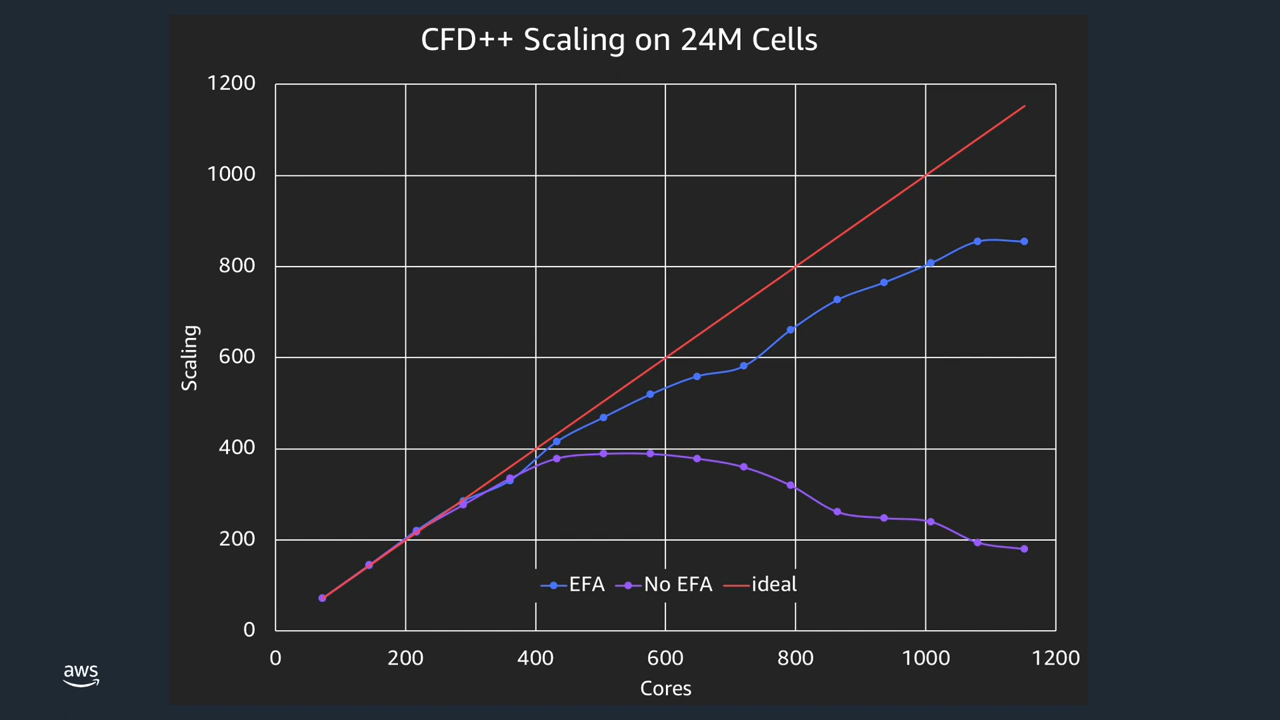 CFD++ Scaling on 24M Cells
1200
1000
800
600
400
200
0
Scaling
EFA No EFA ideal
0 200 400 600 800 1000 1200
Cores
aws